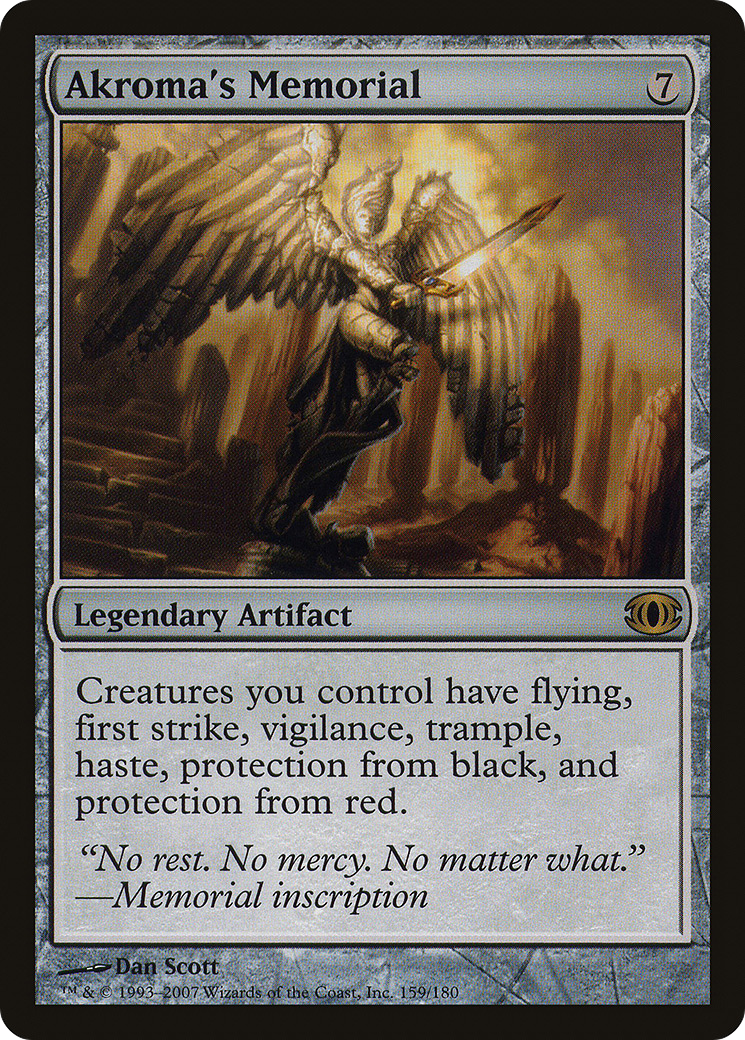 Akroma's Memorial 7
Legendary Artifact
Creatures you control have flying,
first strike, vigilance, trample,
haste, protection from black, and
protection from red.
“No rest. No mercy. No matter what.”
—Memorial inscription
Dan Scott
™ & © 1993–2007 Wizards of the Coast, Inc. 159/180